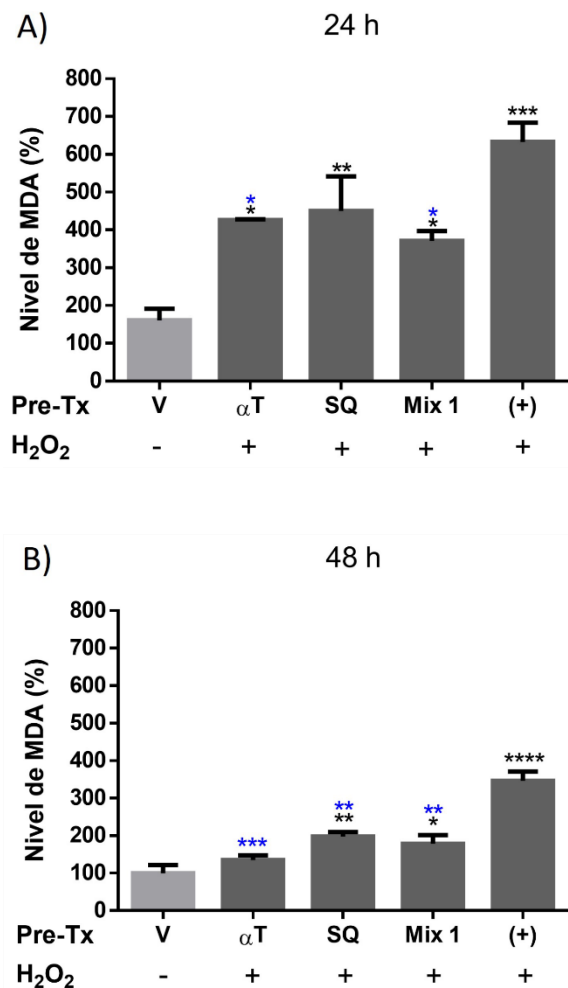 A) 24 h
800
700
600
500
400
300
200
100
0
Nivel de MDA (%)
***
**
* *
* *
Pre-Tx V αT SQ Mix 1 (+)
H₂O₂ - + + + +
B) 48 h
800
700
600
500
400
300
200
100
0
Nivel de MDA (%)
****
** **
*** ** *
Pre-Tx V αT SQ Mix 1 (+)
H₂O₂ - + + + +